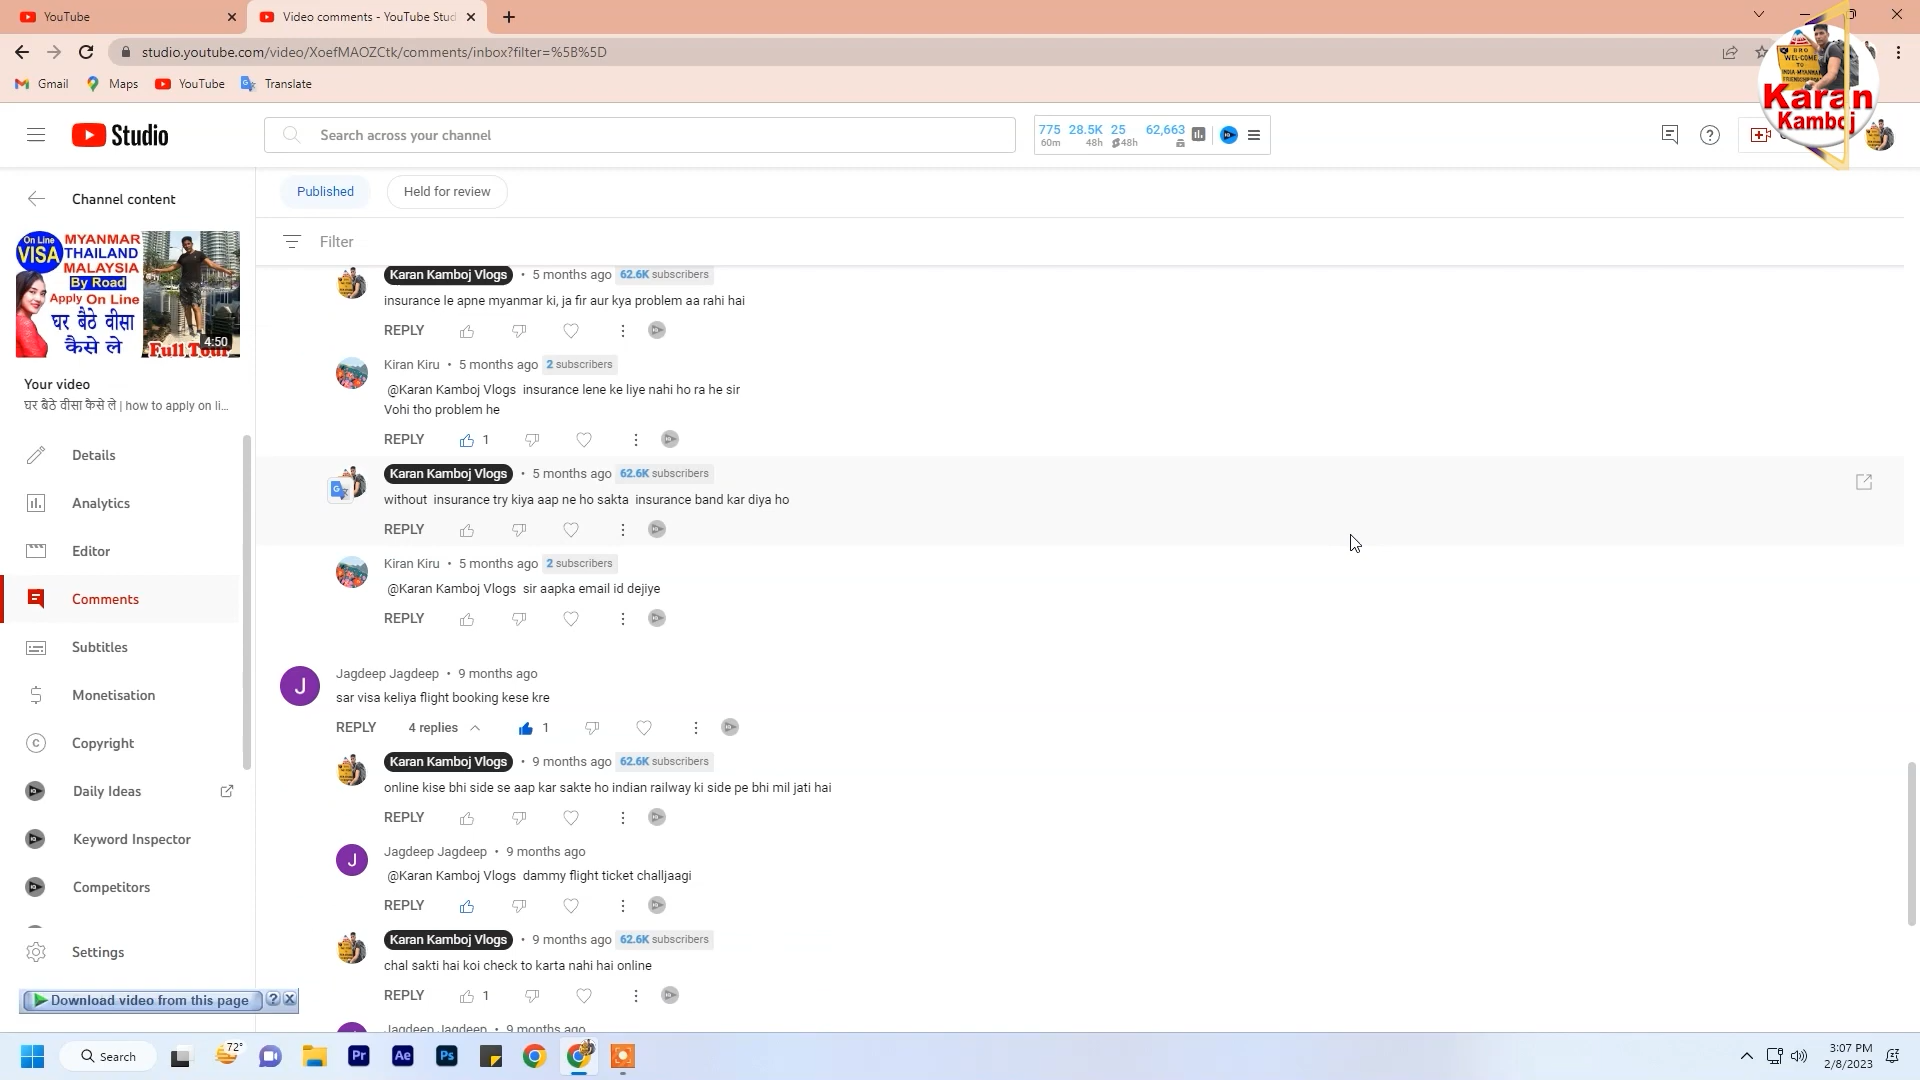 YouTube
Video comments - YouTube Stud
studio.youtube.com/video/XoefMAOZCtk/comments/inbox?filter=%5B%5D
Gmail
Maps
YouTube
Translate
BRO
WELCOME
TO
INDIA-MYANMAR
FRIENDSHIP
Karan
Kamboj
Studio
Search across your channel
775 28.5K 25 62,663
60m 48h 48h
Published
Held for review
Channel content
Filter
On Line
VISA
MYANMAR
THAILAND
MALAYSIA
By Road
Apply On Line
घर बैठे वीसा
कैसे ले
Full Tour
4:50
Your video
घर बैठे वीसा कैसे ले | how to apply on li...
Details
Analytics
Editor
Comments
Subtitles
Monetisation
Copyright
Daily Ideas
Keyword Inspector
Competitors
Settings
Download video from this page ? X
Karan Kamboj Vlogs • 5 months ago 62.6K subscribers
insurance le apne myanmar ki, ja fir aur kya problem aa rahi hai
REPLY
Kiran Kiru • 5 months ago 2 subscribers
@Karan Kamboj Vlogs insurance lene ke liye nahi ho ra he sir
Vohi tho problem he
REPLY 1
Karan Kamboj Vlogs • 5 months ago 62.6K subscribers
without insurance try kiya aap ne ho sakta insurance band kar diya ho
REPLY
Kiran Kiru • 5 months ago 2 subscribers
@Karan Kamboj Vlogs sir aapka email id dejiye
REPLY
J
Jagdeep Jagdeep • 9 months ago
sar visa keliya flight booking kese kre
REPLY 4 replies 1
Karan Kamboj Vlogs • 9 months ago 62.6K subscribers
online kise bhi side se aap kar sakte ho indian railway ki side pe bhi mil jati hai
REPLY
J
Jagdeep Jagdeep • 9 months ago
@Karan Kamboj Vlogs dammy flight ticket challjaagi
REPLY
Karan Kamboj Vlogs • 9 months ago 62.6K subscribers
chal sakti hai koi check to karta nahi hai online
REPLY 1
Jagdeep Jagdeep • 9 months ago
72°
Search
Pr
Ae
Ps
3:07 PM
2/8/2023